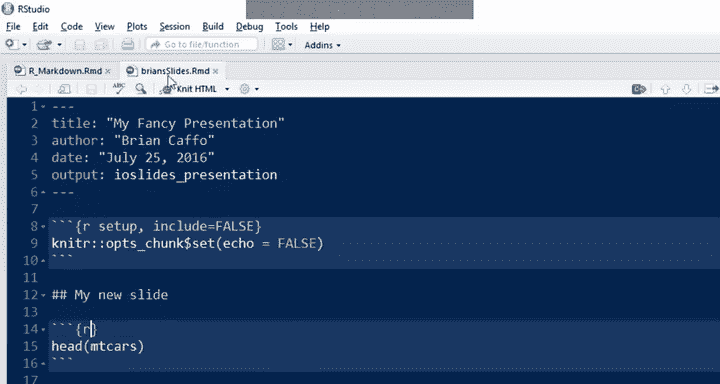 RStudio
File Edit Code View Plots Session Build Debug Tools Help
Go to file/function Addins
R_Markdown.Rmd briansSlides.Rmd
ABC Knit HTML
1 ---
2 title: "My Fancy Presentation"
3 author: "Brian Caffo"
4 date: "July 25, 2016"
5 output: ioslides_presentation
6 ---
7
8 ```{r setup, include=FALSE}
9 knitr::opts_chunk$set(echo = FALSE)
10 ```
11
12 ## My new slide
13
14 ```{r}
15 head(mtcars)
16 ```
17